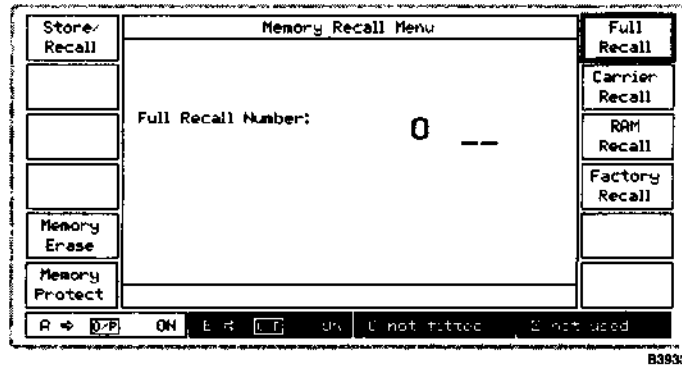 Store/
Recall
Memory Recall Menu
Full
Recall
Carrier
Recall
Full Recall Number:
0 __
RAM
Recall
Factory
Recall
Memory
Erase
Memory
Protect
A ⇨ O/P ON
not fitted
not used
B393